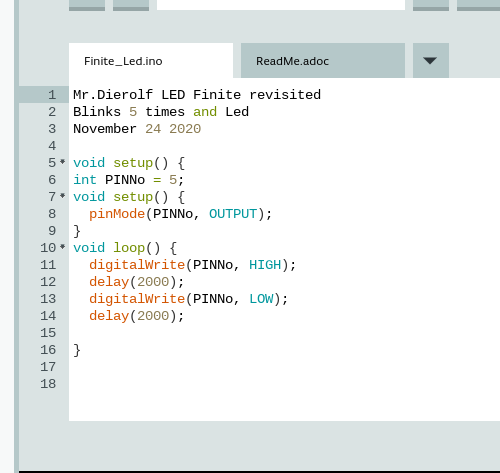 Finite_Led.ino
ReadMe.adoc
1 Mr.Dierolf LED Finite revisited
2 Blinks 5 times and Led
3 November 24 2020
4
5 void setup() {
6 int PINNo = 5;
7 void setup() {
8   pinMode(PINNo, OUTPUT);
9 }
10 void loop() {
11   digitalWrite(PINNo, HIGH);
12   delay(2000);
13   digitalWrite(PINNo, LOW);
14   delay(2000);
15
16 }
17
18